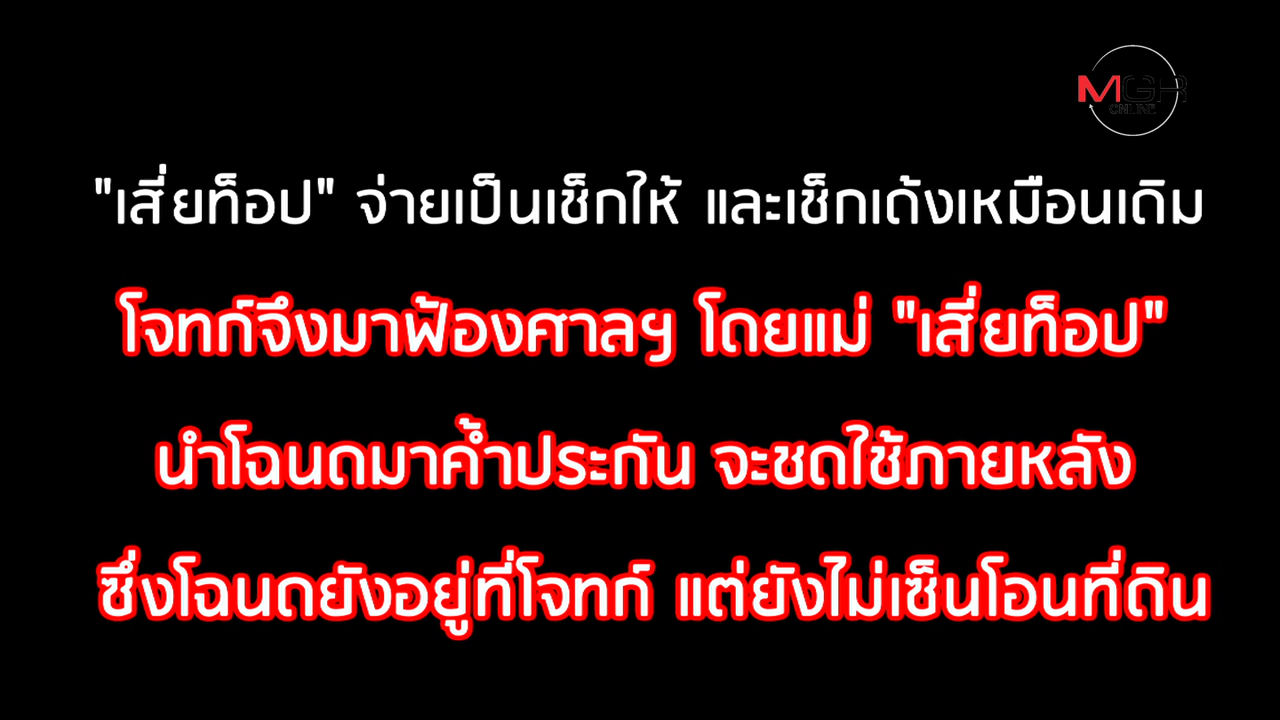 MGR
ONLINE
"เสี่ยท็อป" จ่ายเป็นเช็กให้ และเช็กเด้งเหมือนเดิม
โจทก์จึงมาฟ้องศาลฯ โดยแม่ "เสี่ยท็อป"
นำโฉนดมาค้ำประกัน จะชดใช้ภายหลัง
ซึ่งโฉนดยังอยู่ที่โจทก์ แต่ยังไม่เซ็นโอนที่ดิน